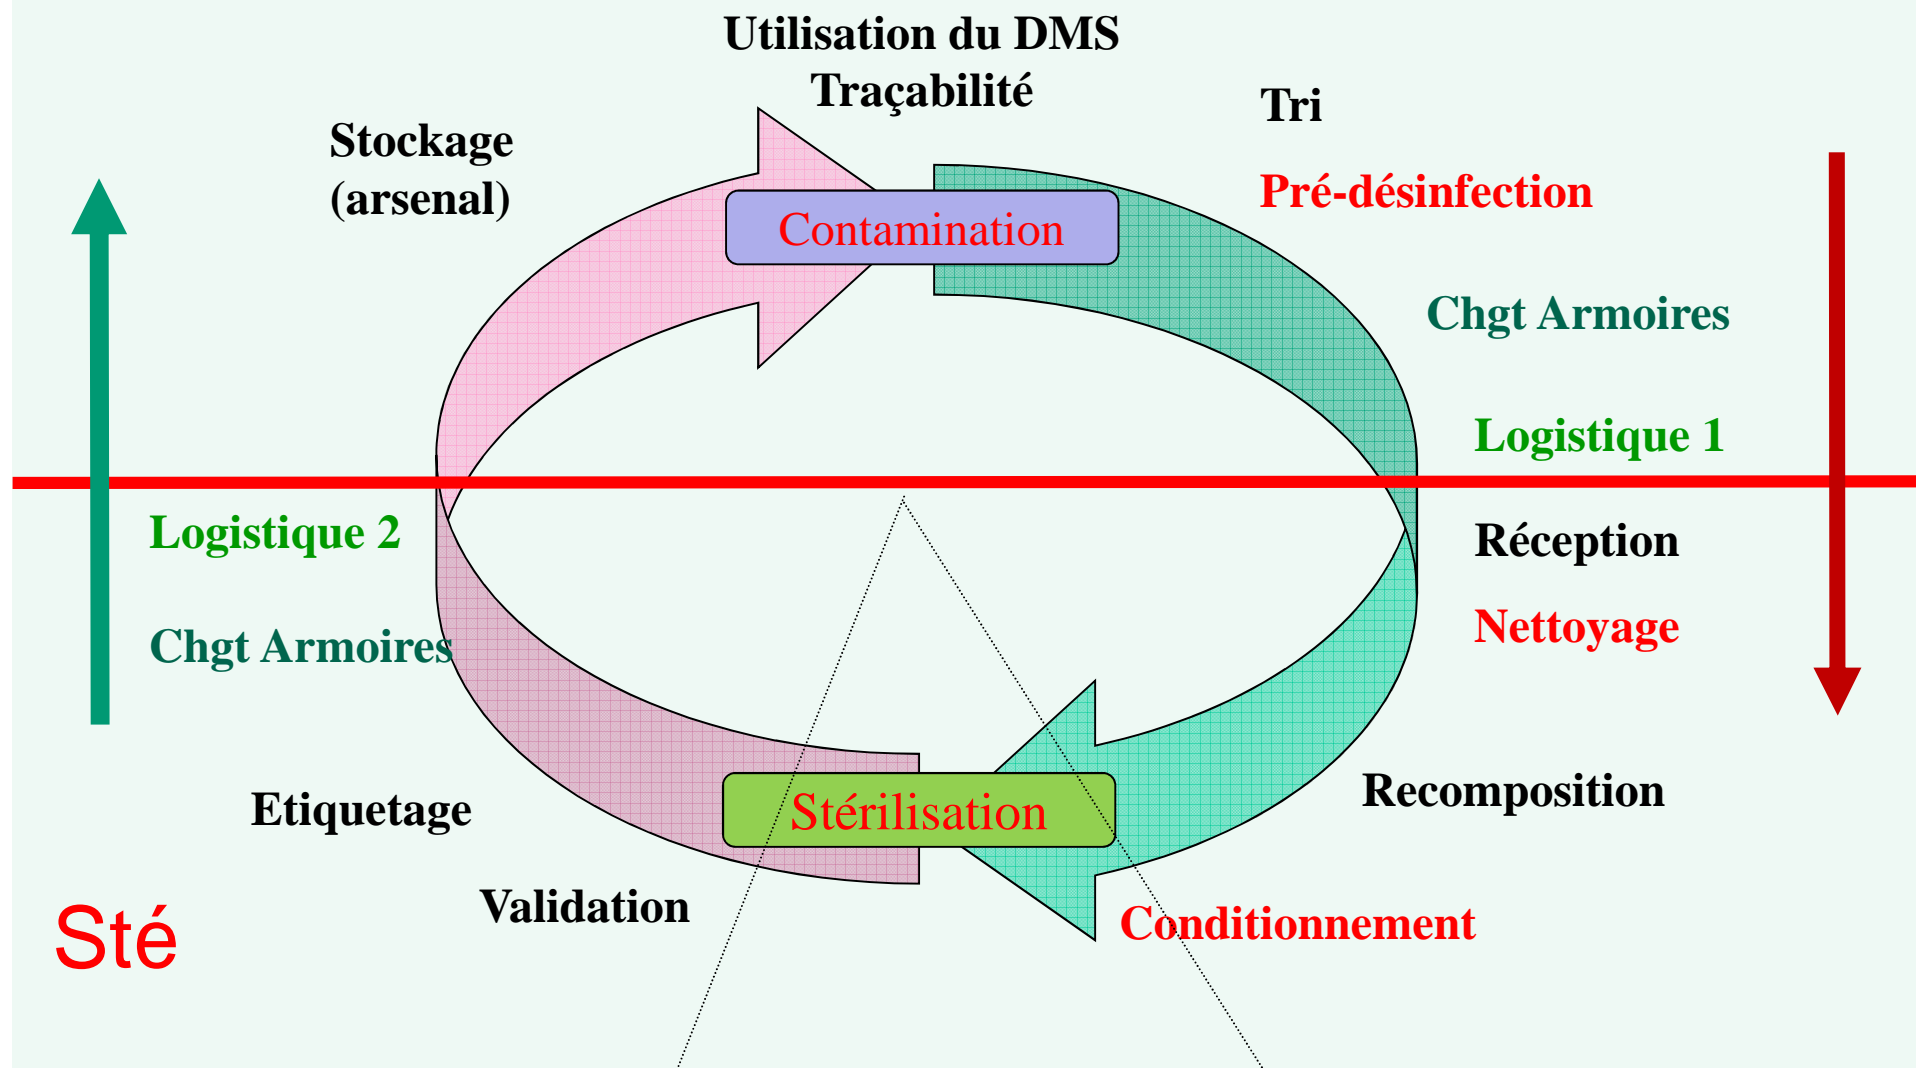 Utilisation du DMS
Traçabilité
Tri
Stockage
(arsenal)
Pré-désinfection
Contamination
Chgt Armoires
Logistique 1
Logistique 2
Réception
Nettoyage
Chgt Armoires
Recomposition
Etiquetage
Stérilisation
Validation
Conditionnement
Sté